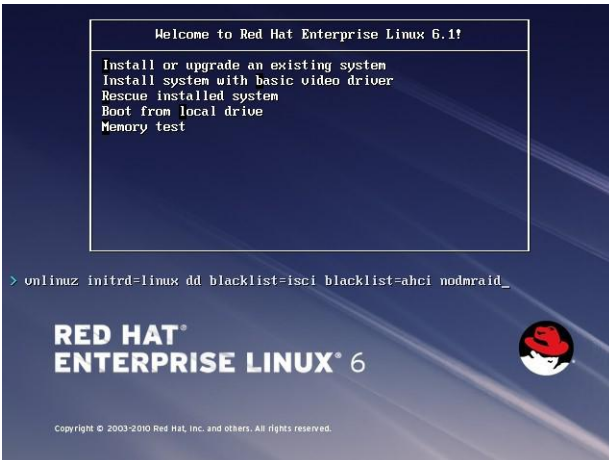 Welcome to Red Hat Enterprise Linux 6.1!
Install or upgrade an existing system
Install system with basic video driver
Rescue installed system
Boot from local drive
Memory test
> vnlinuz initrd=linux dd blacklist=isci blacklist=ahci nodmraid_
RED HAT®
ENTERPRISE LINUX® 6
Copyright © 2003-2010 Red Hat, Inc. and others. All rights reserved.